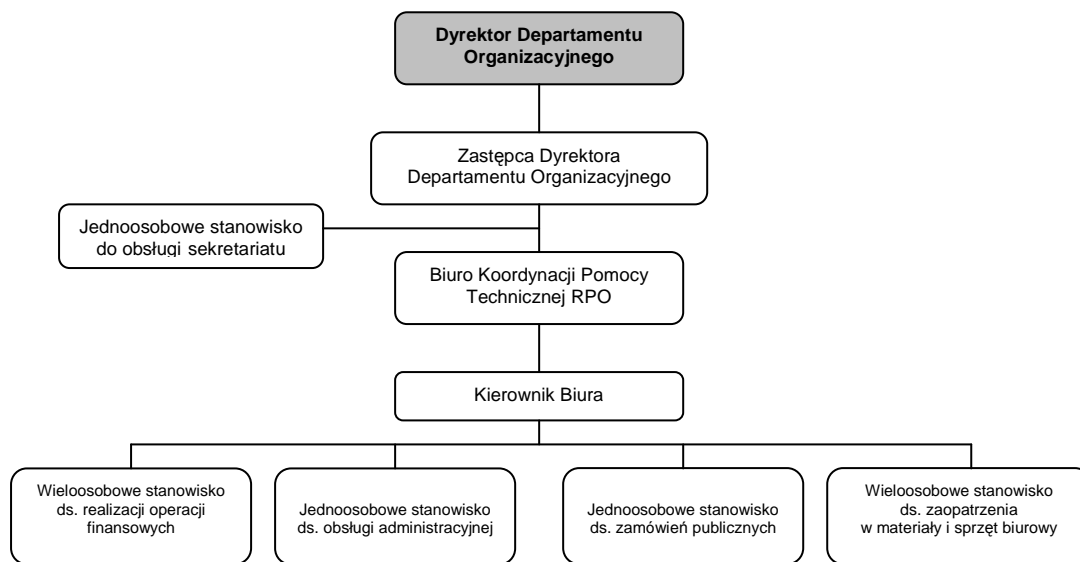 Dyrektor Departamentu
Organizacyjnego
Zastępca Dyrektora
Departamentu Organizacyjnego
Jednoosobowe stanowisko
do obsługi sekretariatu
Biuro Koordynacji Pomocy
Technicznej RPO
Kierownik Biura
Wieloosobowe stanowisko
ds. realizacji operacji
finansowych
Jednoosobowe stanowisko
ds. obsługi administracyjnej
Jednoosobowe stanowisko
ds. zamówień publicznych
Wieloosobowe stanowisko
ds. zaopatrzenia
w materiały i sprzęt biurowy